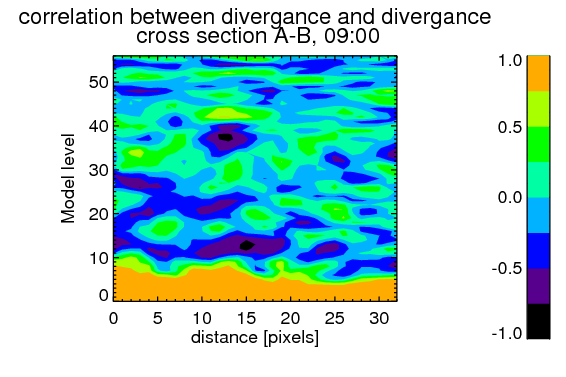 correlation between divergance and divergance
cross section A-B, 09:00
Model level
50
40
30
20
10
0
0 5 10 15 20 25 30
distance [pixels]
1.0
0.5
0.0
-0.5
-1.0